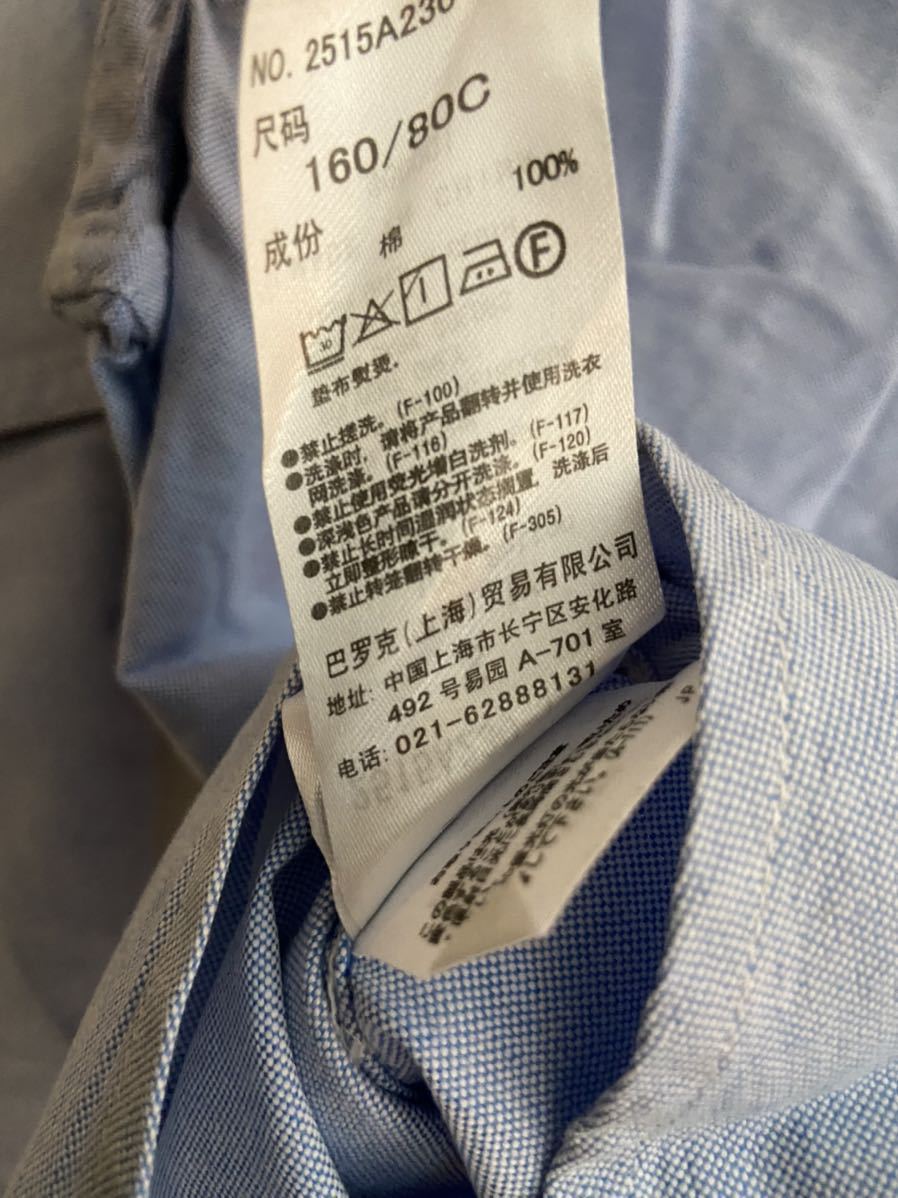 NO. 2515A230
尺码
160/80C
成份 棉 100%
30 F
垫布熨烫.
●禁止搓洗。(F-100)
●洗涤时,请将产品翻转并使用洗衣
网洗涤。(F-116)
●禁止使用荧光增白洗剂。(F-117)
●深浅色产品请分开洗涤。(F-120)
●禁止长时间湿润状态搁置,洗涤后
立即整形晾干。(F-124)
●禁止转笼翻转干燥。(F-305)
巴罗克(上海)贸易有限公司
地址: 中国上海市长宁区安化路
492 号易园 A-701 室
电话: 021-62888131
JP